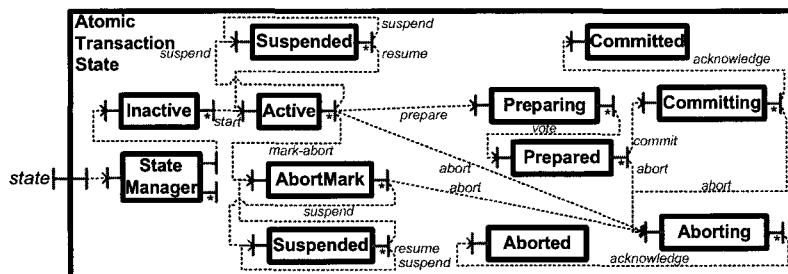 Atomic
Transaction
State
suspend
Suspended
suspend
*
resume
Committed
acknowledge
Inactive
*
start
Active
*
prepare
Preparing
*
vote
Committing
*
state
State
Manager
*
mark-abort
Prepared
*
commit
abort
abort
AbortMark
*
abort
abort
suspend
Suspended
*
resume
suspend
Aborted
acknowledge
Aborting
*